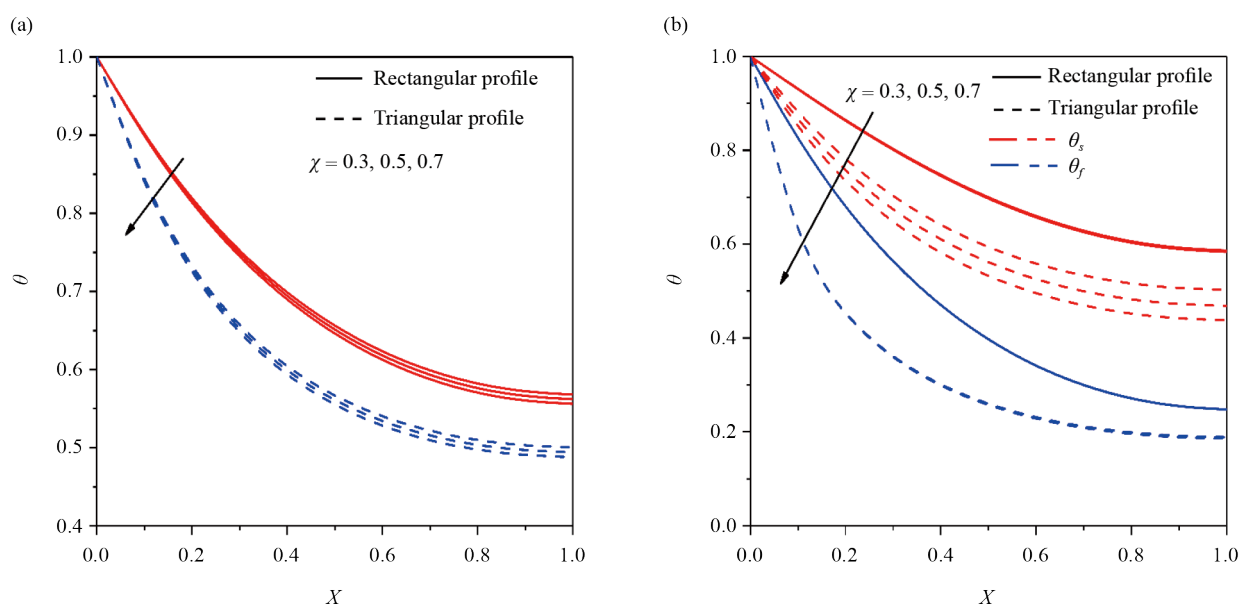 (a)
1.0
0.9
0.8
0.7
0.6
0.5
0.4
θ
0.0
0.2
0.4
0.6
0.8
1.0
X
Rectangular profile
Triangular profile
χ = 0.3, 0.5, 0.7
(b)
1.0
0.8
0.6
0.4
0.2
0.0
θ
0.0
0.2
0.4
0.6
0.8
1.0
X
χ = 0.3, 0.5, 0.7
Rectangular profile
Triangular profile
θs
θf